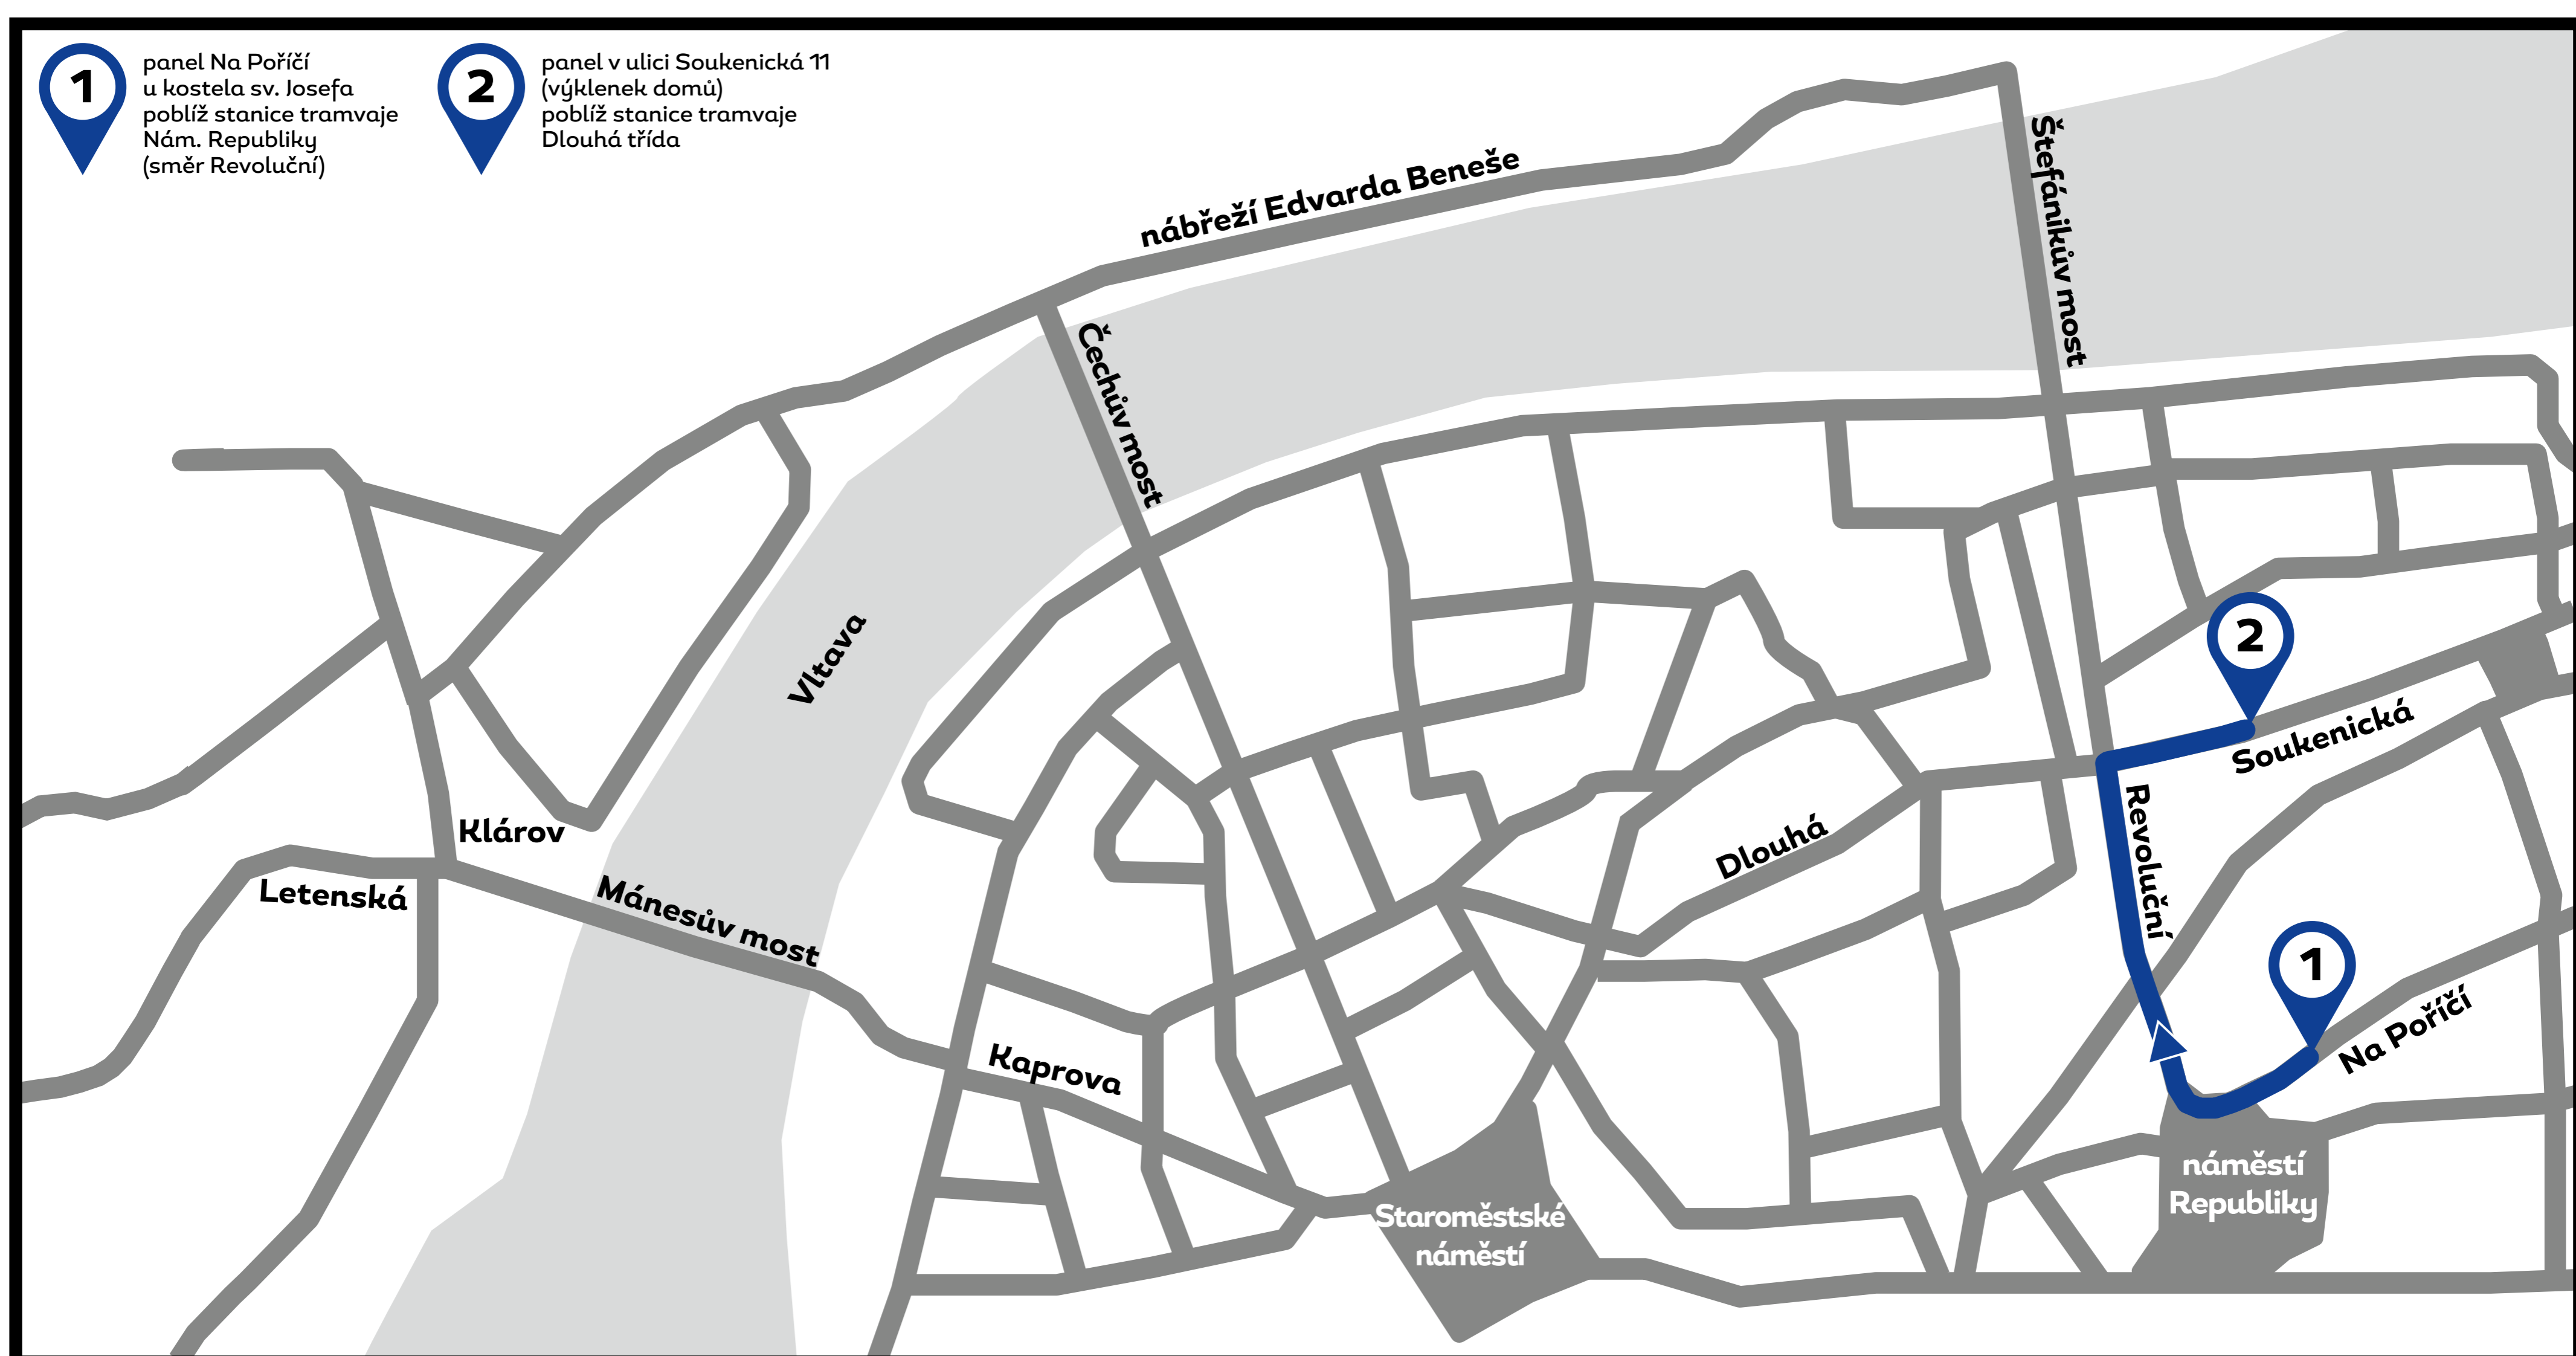 1
panel Na Poříčí
u kostela sv. Josefa
poblíž stanice tramvaje
Nám. Republiky
(směr Revoluční)
2
panel v ulici Soukenická 11
(výklenek domů)
poblíž stanice tramvaje
Dlouhá třída
nábřeží Edvarda Beneše
Štefánikův most
Čechův most
Vltava
2
Soukenická
Klárov
Revoluční
Dlouhá
Letenská
Mánesův most
1
Na Poříčí
Kaprova
náměstí
Republiky
Staroměstské
náměstí